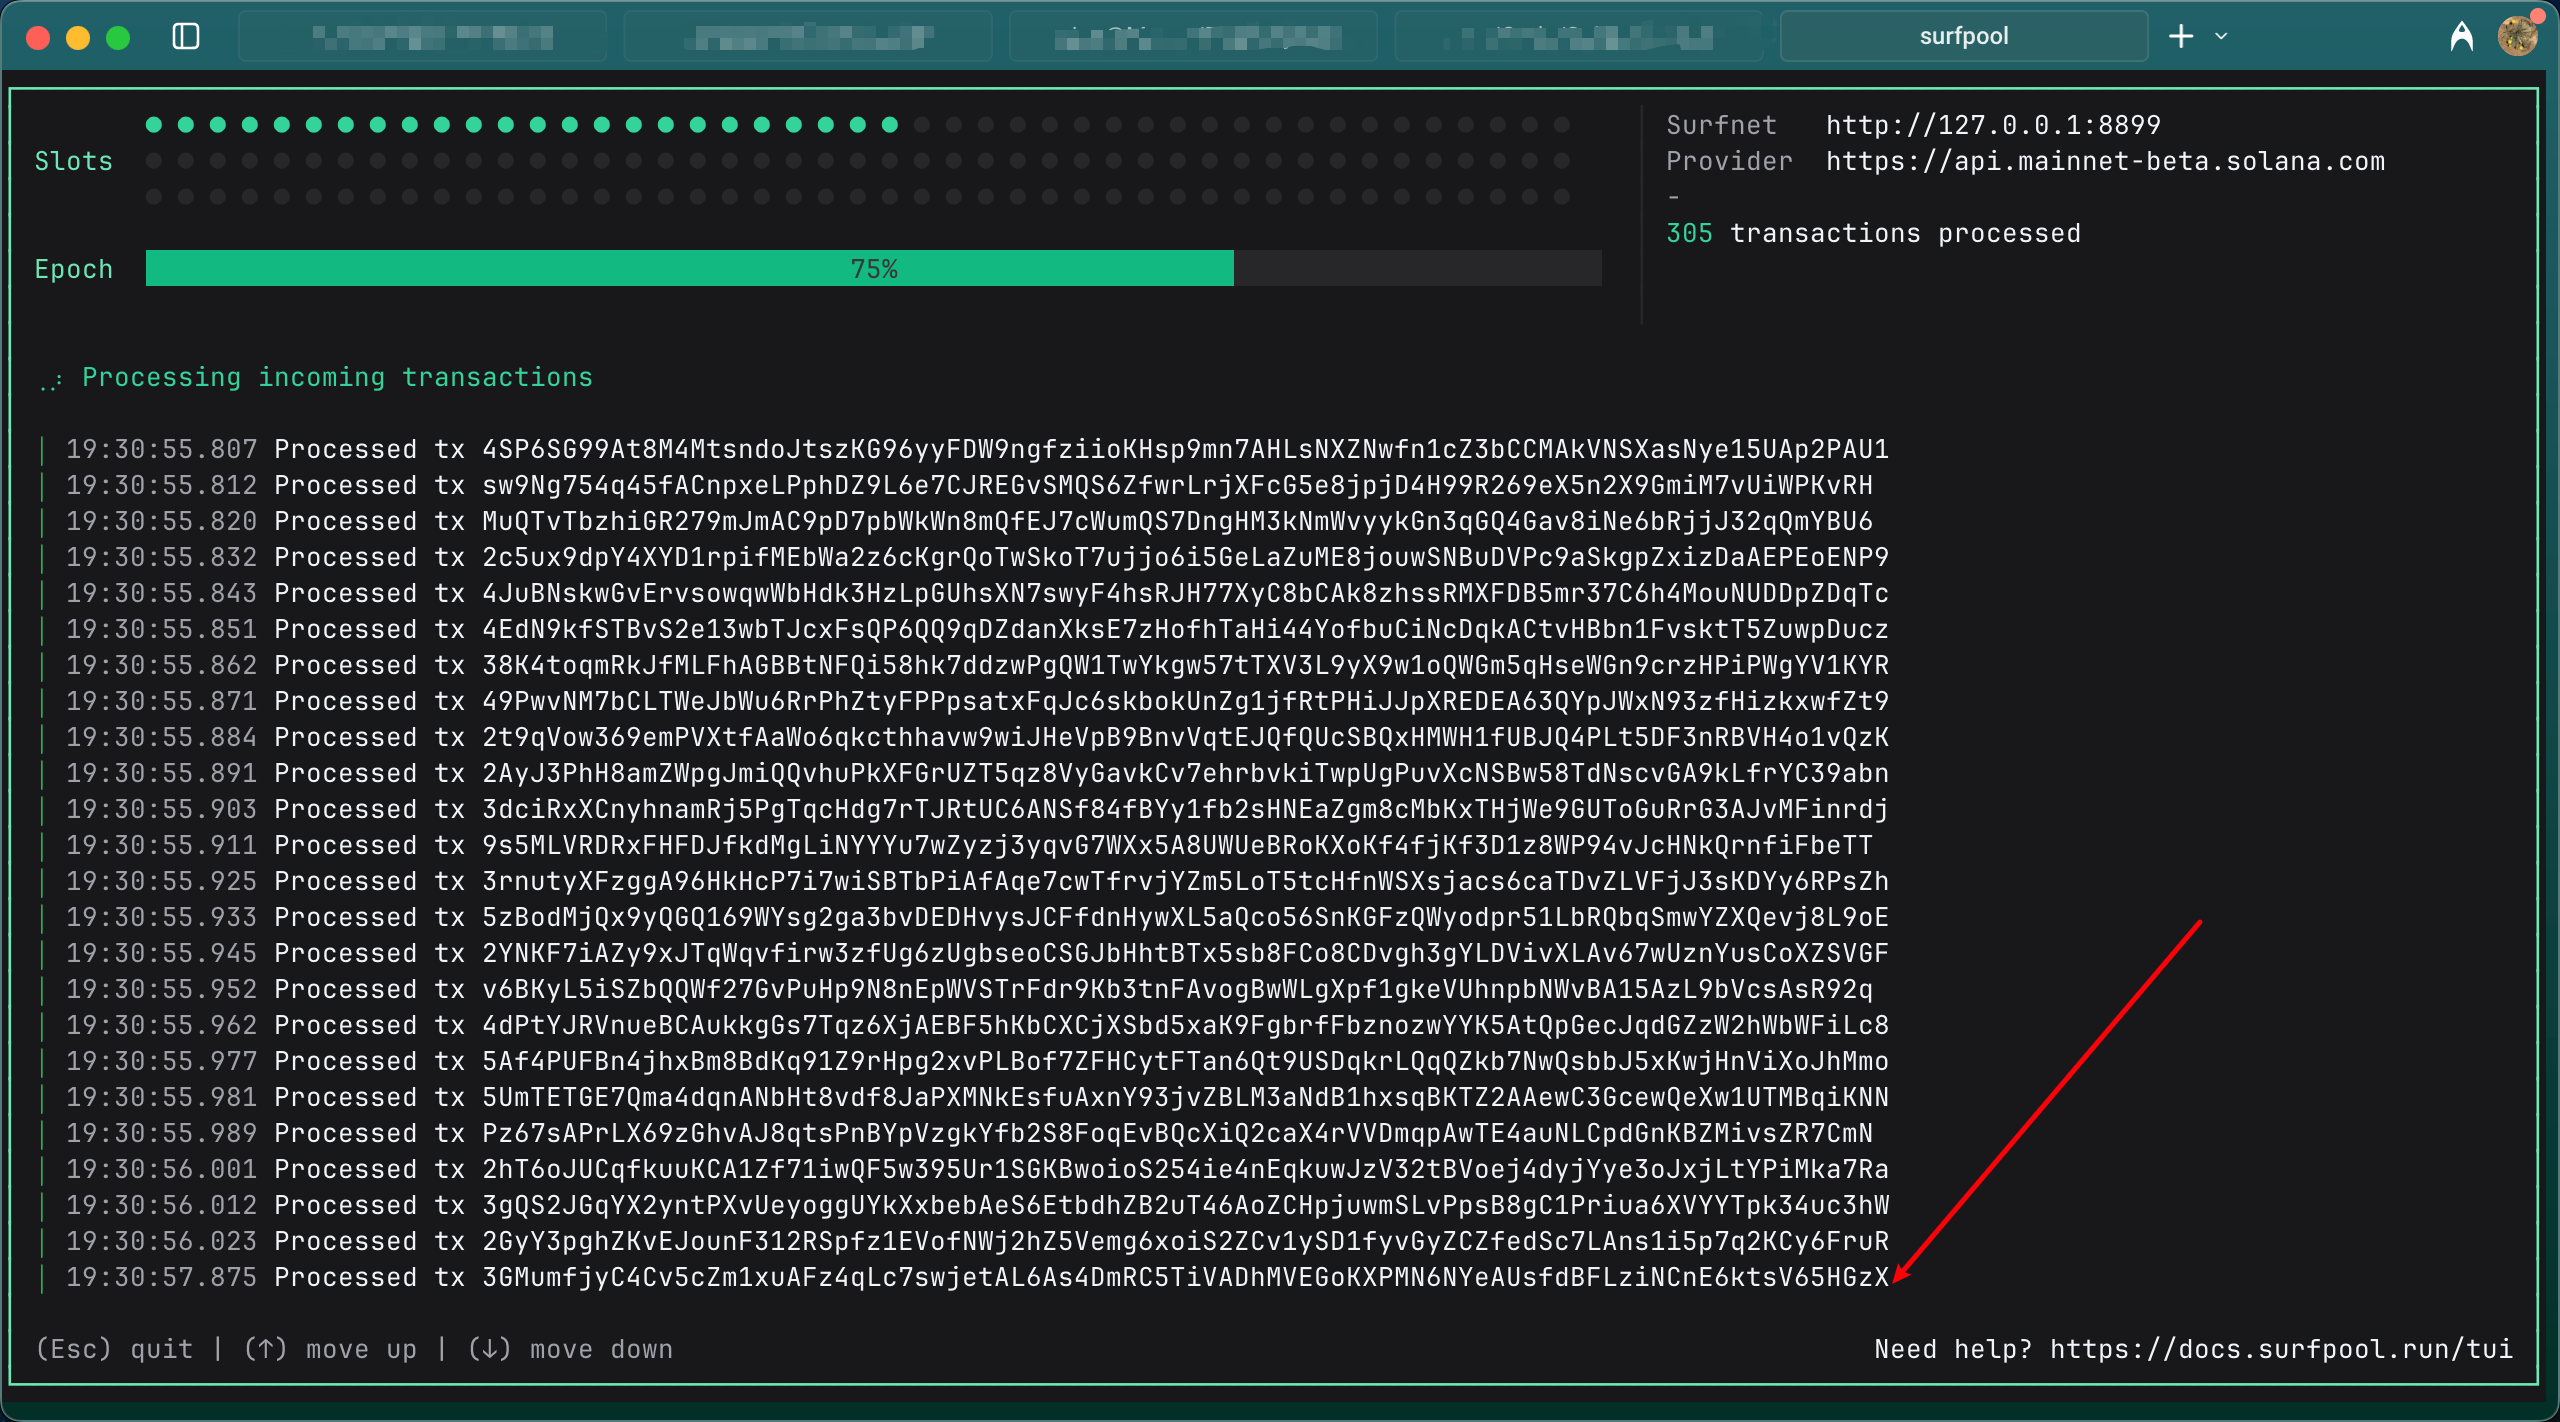 surfpool
Surfnet http://127.0.0.1:8899
Slots
Provider https://api.mainnet-beta.solana.com
-
305 transactions processed
Epoch 75%
Processing incoming transactions
19:30:55.807 Processed tx 4SP6SG99At8M4MtsndoJtszKG96yyFDW9ngfziioKHsp9mn7AHLsNXZNwfn1cZ3bCCMAkVNSXasNye15UAp2PAU1
19:30:55.812 Processed tx sw9Ng754q45fACnpxeLPphDZ9L6e7CJREGvSMQS6ZfwrLrjXFcG5e8jpjD4H99R269eX5n2X9GmiM7vUiWPKvRH
19:30:55.820 Processed tx MuQTvTbzhiGR279mJmAC9pD7pbWkWn8mQfEJ7cWumQS7DngHM3kNmWvyykGn3qGQ4Gav8iNe6bRjjJ32qQmYBU6
19:30:55.832 Processed tx 2c5ux9dpY4XYD1rpifMEbWa2z6cKgrQoTwSkoT7ujjo6i5GeLaZuME8jouwSNBuDVPc9aSkgpZxizDaAEPEoENP9
19:30:55.843 Processed tx 4JuBNskwGvErvsowqwWbHdk3HzLpGUhsXN7swyF4hsRJH77XyC8bCAk8zhssRMXFDB5mr37C6h4MouNUDDpZDqTc
19:30:55.851 Processed tx 4EdN9kfSTBvS2e13wbTJcxFsQP6QQ9qDZdanXksE7zHofhTaHi44YofbuCiNcDqkACtvHBbn1FvsktT5ZuwpDucz
19:30:55.862 Processed tx 38K4toqmRkJfMLFhAGBBtNFQi58hk7ddzwPgQW1TwYkgw57tTXV3L9yX9w1oQWGm5qHseWGn9crzHPiPWgYV1KYR
19:30:55.871 Processed tx 49PwvNM7bCLTWeJbWu6RrPhZtyFPPpsatxFqJc6skbokUnZg1jfRtPHiJJpXREDEA63QYpJWxN93zfHizkxwfZt9
19:30:55.884 Processed tx 2t9qVow369emPVXtfAaWo6qkcthhavw9wiJHeVpB9BnvVqtEJQfQUcSBQxHMWH1fUBJQ4PLt5DF3nRBVH4o1vQzK
19:30:55.891 Processed tx 2AyJ3PhH8amZWpgJmiQQvhuPkXFGrUZT5qz8VyGavkCv7ehrbvkiTwpUgPuvXcNSBw58TdNscvGA9kLfrYC39abn
19:30:55.903 Processed tx 3dciRxXCnyhnamRj5PgTqcHdg7rTJRtUC6ANSf84fBYy1fb2sHNEaZgm8cMbKxTHjWe9GUToGuRrG3AJvMFinrdj
19:30:55.911 Processed tx 9s5MLVRDRxFHFDJfkdMgLiNYYYu7wZyzj3yqvG7WXx5A8UWUeBRoKXoKf4fjKf3D1z8WP94vJcHNkQrnfiFbeTT
19:30:55.925 Processed tx 3rnutyXFzggA96HkHcP7i7wiSBTbPiAfAqe7cwTfrvjYZm5LoT5tcHfnWSXsjacs6caTDvZLVFjJ3sKDYy6RPsZh
19:30:55.933 Processed tx 5zBodMjQx9yQGQ169WYsg2ga3bvDEDHvysJCFfdnHywXL5aQco56SnKGFzQWyodpr51LbRQbqSmwYZXQevj8L9oE
19:30:55.945 Processed tx 2YNKF7iAZy9xJTqWqvfirw3zfUg6zUgbseoCSGJbHhtBTx5sb8FCo8CDvgh3gYLDVivXLAv67wUznYusCoXZSVGF
19:30:55.952 Processed tx v6BKyL5iSZbQQWf27GvPuHp9N8nEpWVSTrFdr9Kb3tnFAvogBwWLgXpf1gkeVUhnpbNWvBA15AzL9bVcsAsR92q
19:30:55.962 Processed tx 4dPtYJRVnueBCAukkgGs7Tqz6XjAEBF5hKbCXCjXSbd5xaK9FgbrfFbznozwYYK5AtQpGecJqdGZzW2hWbWFiLc8
19:30:55.977 Processed tx 5Af4PUFBn4jhxBm8BdKq91Z9rHpg2xvPLBof7ZFHCytFTan6Qt9USDqkrLQqQZkb7NwQsbbJ5xKwjHnViXoJhMmo
19:30:55.981 Processed tx 5UmTETGE7Qma4dqnANbHt8vdf8JaPXMNkEsfuAxnY93jvZBLM3aNdB1hxsqBKTZ2AAewC3GcewQeXw1UTMBqiKNN
19:30:55.989 Processed tx Pz67sAPrLX69zGhvAJ8qtsPnBYpVzgkYfb2S8FoqEvBQcXiQ2caX4rVVDmqpAwTE4auNLCpdGnKBZMivsZR7CmN
19:30:56.001 Processed tx 2hT6oJUCqfkuuKCA1Zf71iwQF5w395Ur1SGKBwoioS254ie4nEqkuwJzV32tBVoej4dyjYye3oJxjLtYPiMka7Ra
19:30:56.012 Processed tx 3gQS2JGqYX2yntPXvUeyoggUYkXxbebAeS6EtbdhZB2uT46AoZCHpjuwmSLvPpsB8gC1Priua6XVYYTpk34uc3hW
19:30:56.023 Processed tx 2GyY3pghZKvEJounF312RSpfz1EVofNWj2hZ5Vemg6xoiS2ZCv1ySD1fyvGyZCZfedSc7LAns1i5p7q2KCy6FruR
19:30:57.875 Processed tx 3GMumfjyC4Cv5cZm1xuAFz4qLc7swjetAL6As4DmRC5TiVADhMVEGoKXPMN6NYeAUsfdBFLziNCnE6ktsV65HGzX
(Esc) quit | (↑) move up | (↓) move down
Need help? https://docs.surfpool.run/tui